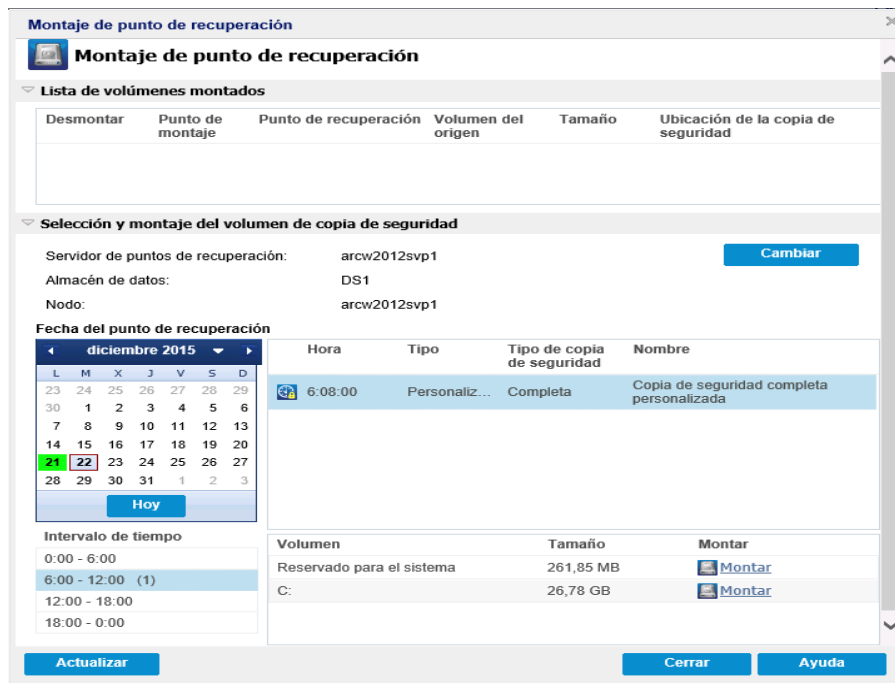 Montaje de punto de recuperación
Montaje de punto de recuperación
Lista de volúmenes montados
Desmontar Punto de montaje Punto de recuperación Volumen del origen Tamaño Ubicación de la copia de seguridad
Selección y montaje del volumen de copia de seguridad
Servidor de puntos de recuperación: arcw2012svp1
Cambiar
Almacén de datos: DS1
Nodo: arcw2012svp1
Fecha del punto de recuperación
diciembre 2015
L M X J V S D
23 24 25 26 27 28 29
30 1 2 3 4 5 6
7 8 9 10 11 12 13
14 15 16 17 18 19 20
21 22 23 24 25 26 27
28 29 30 31 1 2 3
Hoy
Hora Tipo Tipo de copia de seguridad Nombre
6:08:00 Personaliz... Completa Copia de seguridad completa personalizada
Intervalo de tiempo
0:00 - 6:00
6:00 - 12:00 (1)
12:00 - 18:00
18:00 - 0:00
Volumen Tamaño Montar
Reservado para el sistema 261,85 MB Montar
C: 26,78 GB Montar
Actualizar Cerrar Ayuda